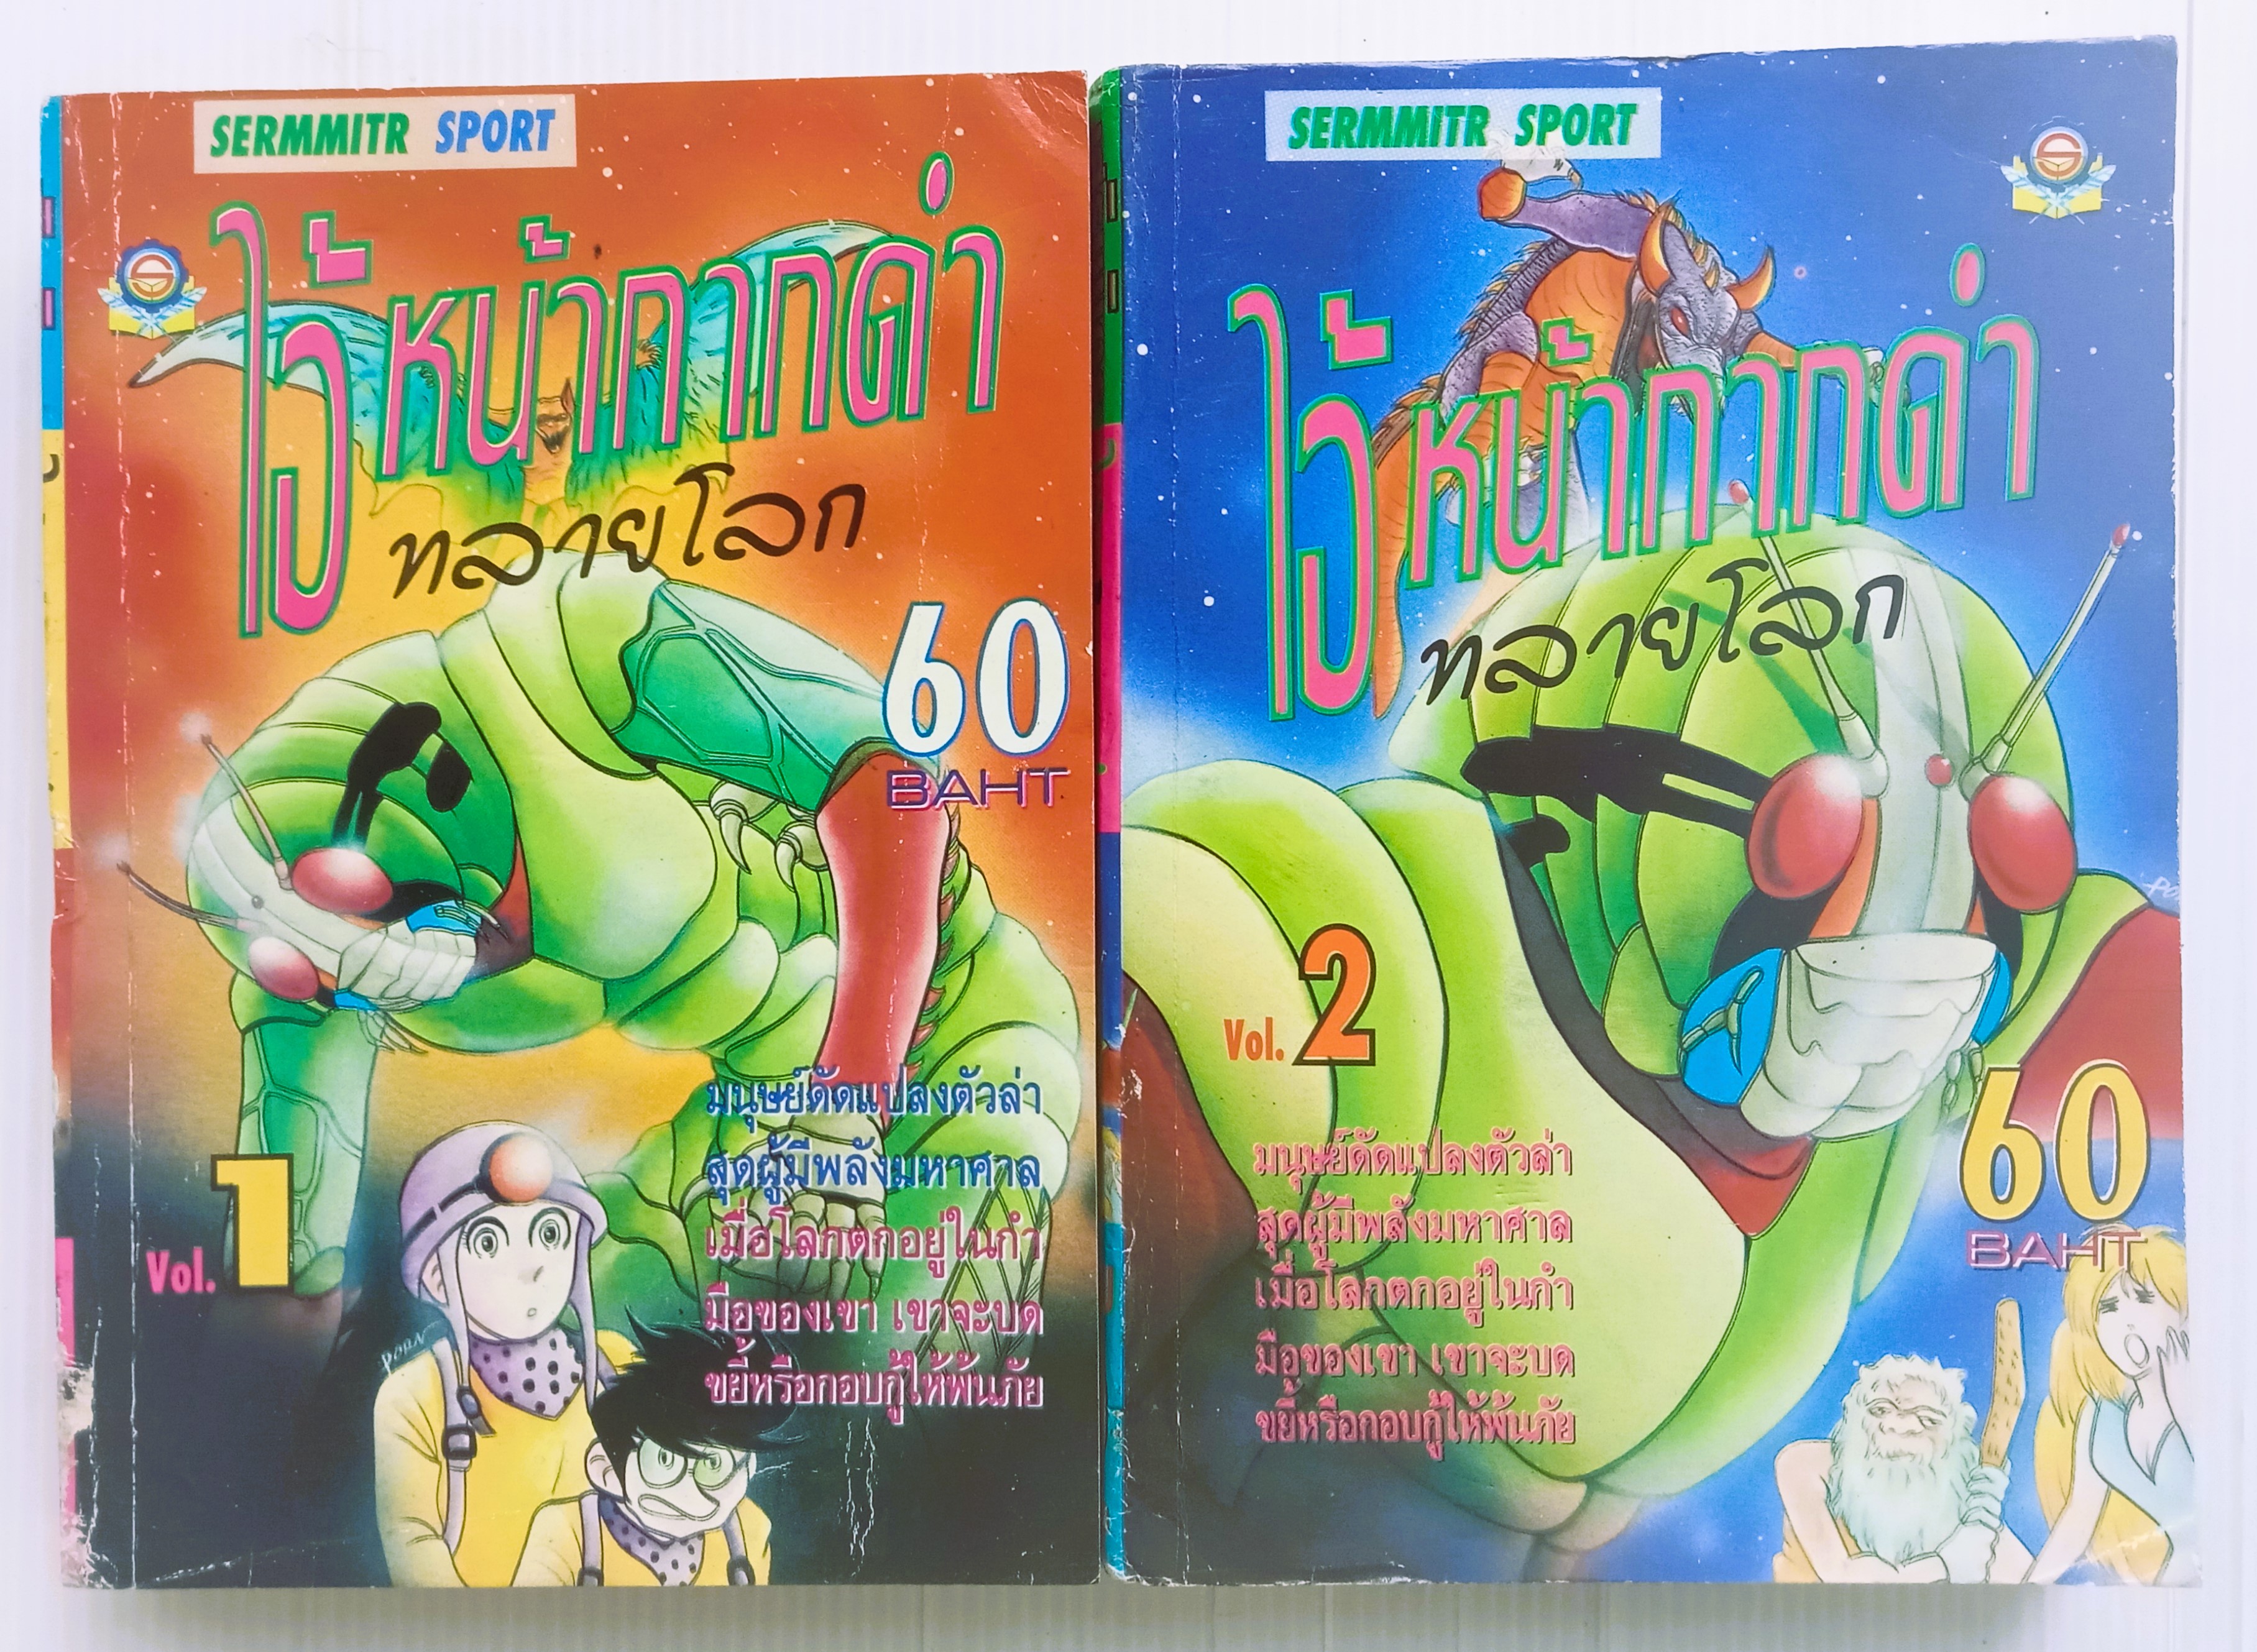 SERMMITR SPORT
ไอ้หน้ากากดำ
ทลายโลก
60
BAHT
มนุษย์ดัดแปลงตัวล่า
สุดผู้มีพลังมหาศาล
เมื่อโลกตกอยู่ในกำ
มือของเขา เขาจะบด
ขยี้หรือกอบกู้ให้พ้นภัย
Vol. 1
PORN
SERMMITR SPORT
ไอ้หน้ากากดำ
ทลายโลก
Vol. 2
60
BAHT
มนุษย์ดัดแปลงตัวล่า
สุดผู้มีพลังมหาศาล
เมื่อโลกตกอยู่ในกำ
มือของเขา เขาจะบด
ขยี้หรือกอบกู้ให้พ้นภัย